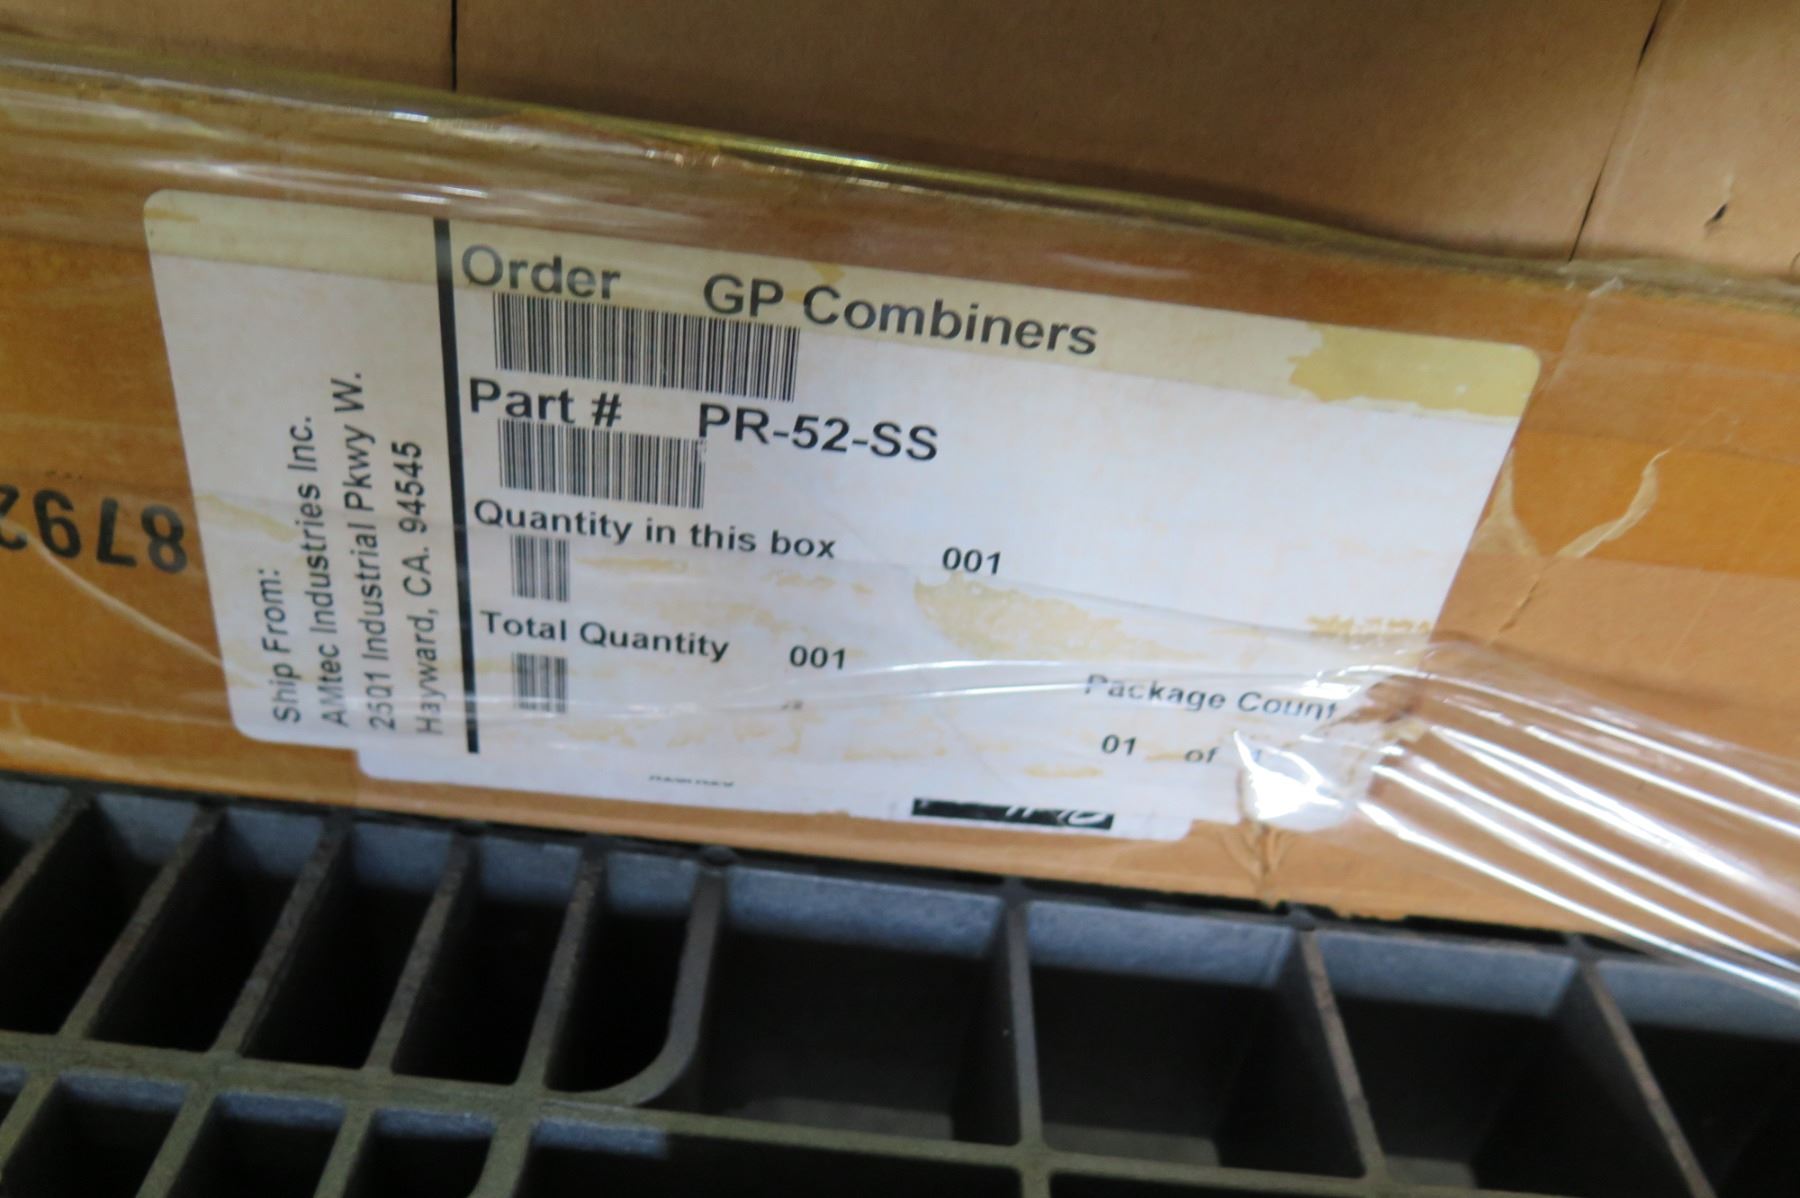 Ship From:
AMtec Industries Inc.
2501 Industrial Pkwy W.
Hayward, CA. 94545
Order GP Combiners
Part # PR-52-SS
Quantity in this box 001
Total Quantity 001
Package Count
01 of
8792